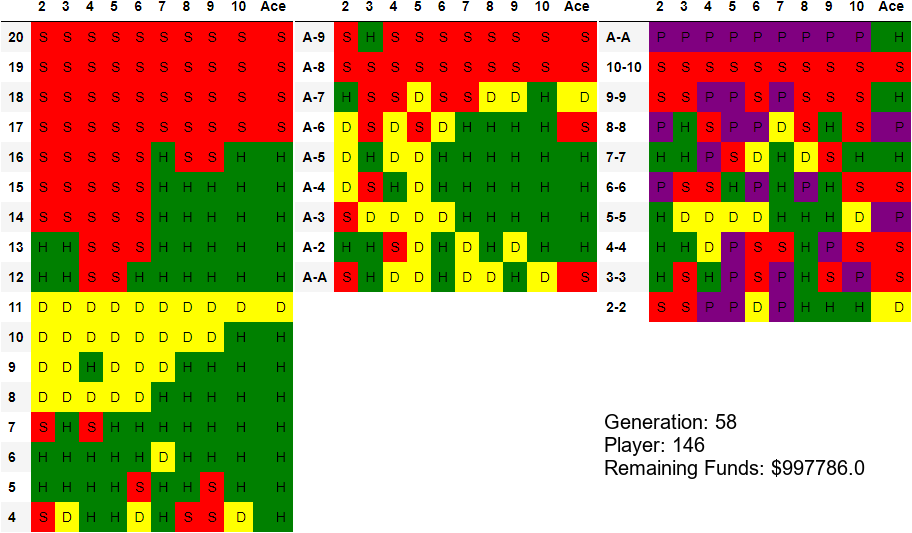 2 3 4 5 6 7 8 9 10 Ace 2 3 4 5 6 7 8 9 10 Ace 2 3 4 5 6 7 8 9 10 Ace
20 S S S S S S S S S S A-9 S H S S S S S S S S A-A P P P P P P P P P H
19 S S S S S S S S S S A-8 S S S S S S S S S S 10-10 S S S S S S S S S S
18 S S S S S S S S S S A-7 H S S D S S D D H D 9-9 S S P P S P S S S H
17 S S S S S S S S S S A-6 D S D S D H H H H S 8-8 P H S P P D S H S P
16 S S S S S H S S H H A-5 D H D D H H H H H H 7-7 H H P S D H D S H H
15 S S S S S H H H H H A-4 D S H D H H H H H H 6-6 P S S H P H P H S S
14 S S S S S H H H H H A-3 S D D D D H H H H H 5-5 H D D D D H H H D P
13 H H S S S H H H H H A-2 H H S D H D H D H H 4-4 H H D P S S H P S S
12 H H S S H H H H H H A-A S H D D H D D H D S 3-3 H S H P S P H S P S
11 D D D D D D D D D D 2-2 S S P P D P H H H D
10 D D D D D D D D H H
9 D D H D D D H H H H
8 D D D D D H H H H H
7 S H S H H H H H H H
6 H H H H H D H H H H
5 H H H H S H H S H H
4 S D H H D H S S D H
Generation: 58
Player: 146
Remaining Funds: $997786.0